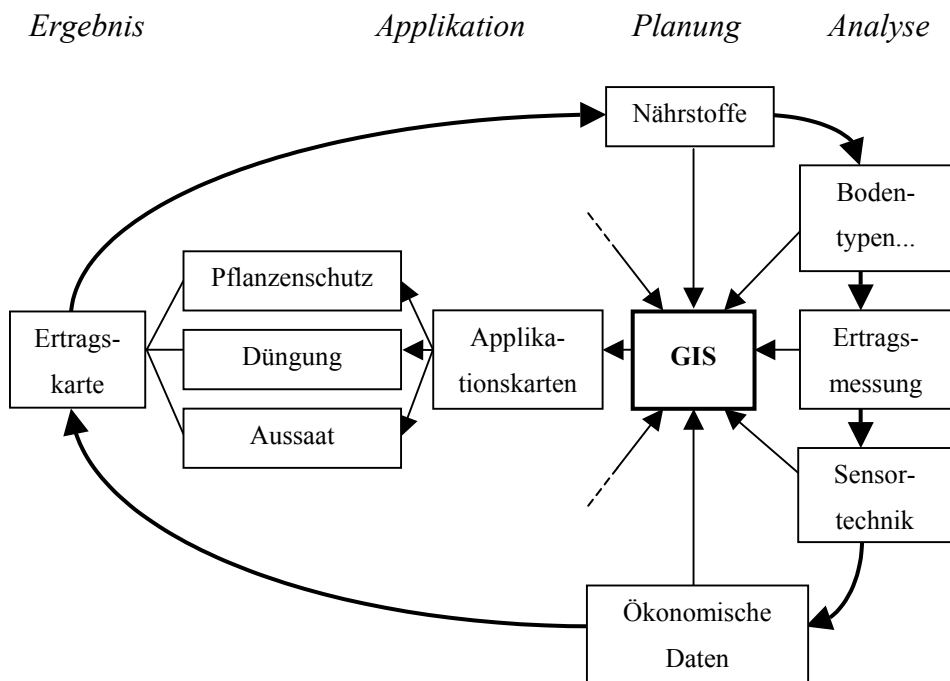 Ergebnis Applikation Planung Analyse
Nährstoffe
Boden-
typen...
Pflanzenschutz
Ertrags-
karte
Düngung
Aussaat
Applika-
tionskarten
GIS
Ertrags-
messung
Sensor-
technik
Ökonomische
Daten